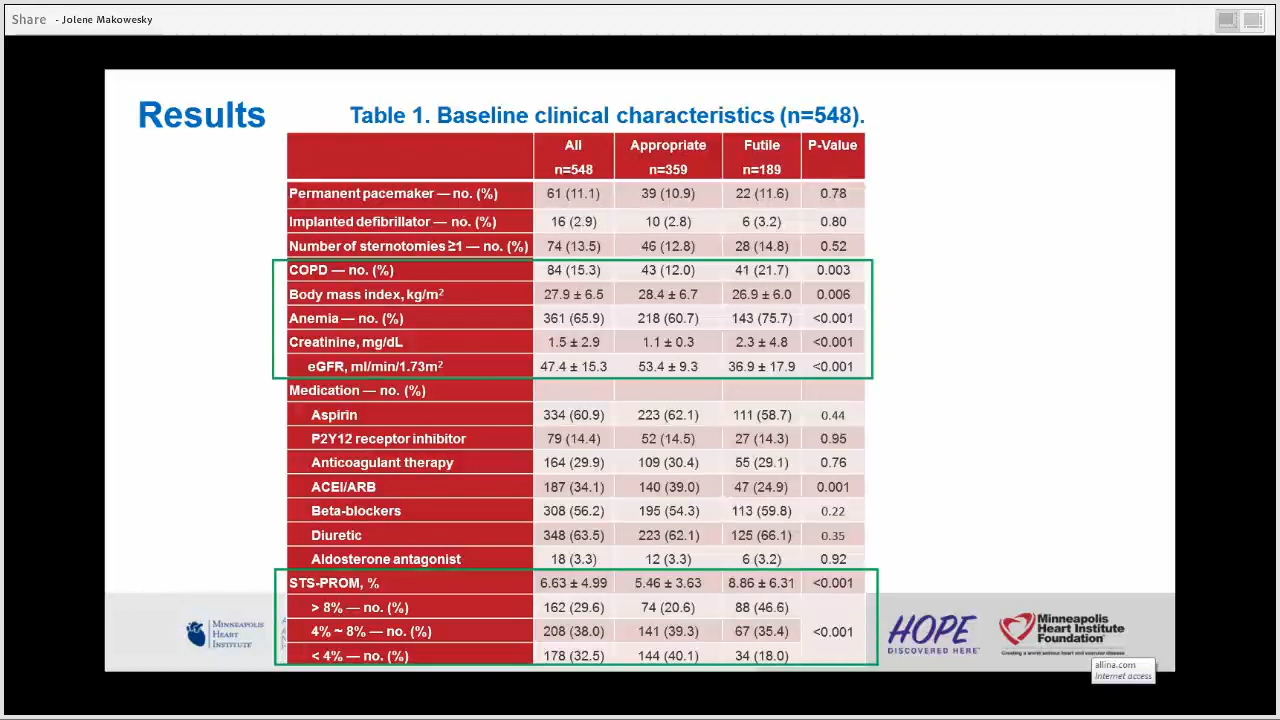 Share - Jolene Makowesky
Results
Table 1. Baseline clinical characteristics (n=548).
All Appropriate Futile P-Value
n=548 n=359 n=189
Permanent pacemaker — no. (%) 61 (11.1) 39 (10.9) 22 (11.6) 0.78
Implanted defibrillator — no. (%) 16 (2.9) 10 (2.8) 6 (3.2) 0.80
Number of sternotomies ≥1 — no. (%) 74 (13.5) 46 (12.8) 28 (14.8) 0.52
COPD — no. (%) 84 (15.3) 43 (12.0) 41 (21.7) 0.003
Body mass index, kg/m² 27.9 ± 6.5 28.4 ± 6.7 26.9 ± 6.0 0.006
Anemia — no. (%) 361 (65.9) 218 (60.7) 143 (75.7) <0.001
Creatinine, mg/dL 1.5 ± 2.9 1.1 ± 0.3 2.3 ± 4.8 <0.001
eGFR, ml/min/1.73m² 47.4 ± 15.3 53.4 ± 9.3 36.9 ± 17.9 <0.001
Medication — no. (%)
Aspirin 334 (60.9) 223 (62.1) 111 (58.7) 0.44
P2Y12 receptor inhibitor 79 (14.4) 52 (14.5) 27 (14.3) 0.95
Anticoagulant therapy 164 (29.9) 109 (30.4) 55 (29.1) 0.76
ACEI/ARB 187 (34.1) 140 (39.0) 47 (24.9) 0.001
Beta-blockers 308 (56.2) 195 (54.3) 113 (59.8) 0.22
Diuretic 348 (63.5) 223 (62.1) 125 (66.1) 0.35
Aldosterone antagonist 18 (3.3) 12 (3.3) 6 (3.2) 0.92
STS-PROM, % 6.63 ± 4.99 5.46 ± 3.63 8.86 ± 6.31 <0.001
> 8% — no. (%) 162 (29.6) 74 (20.6) 88 (46.6)
4% ~ 8% — no. (%) 208 (38.0) 141 (39.3) 67 (35.4) <0.001
< 4% — no. (%) 178 (32.5) 144 (40.1) 34 (18.0)
MINNEAPOLIS
HEART
INSTITUTE
HOPE
DISCOVERED HERE
Minneapolis
Heart Institute
Foundation
Creating a world without heart and vascular disease
allina.com
Internet access